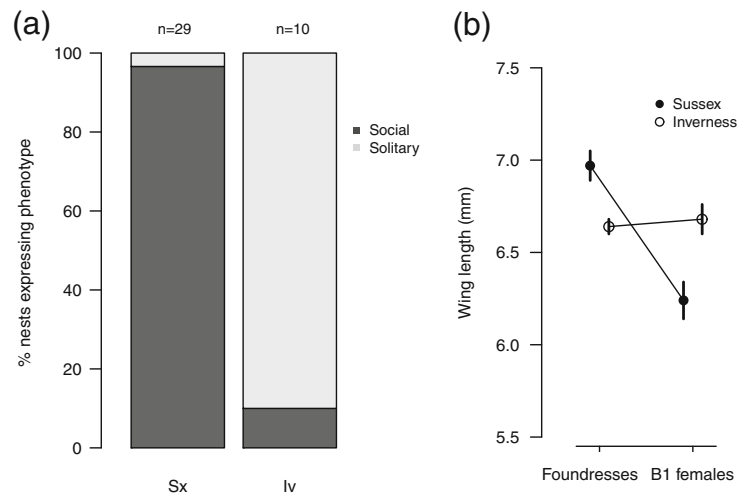 (a)
n=29
n=10
% nests expressing phenotype
100
80
60
40
20
0
Social
Solitary
Sx
Iv
(b)
Wing length (mm)
7.5
7.0
6.5
6.0
5.5
Sussex
Inverness
Foundresses
B1 females